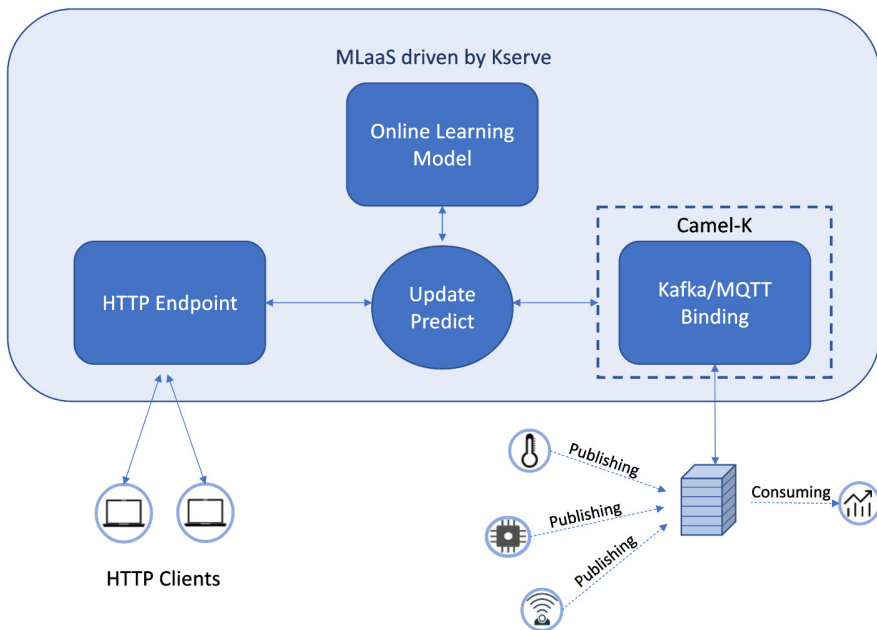 MLaaS driven by Kserve
Online Learning
Model
Camel-K
HTTP Endpoint
Update
Predict
Kafka/MQTT
Binding
Publishing
Publishing
Consuming
Publishing
HTTP Clients